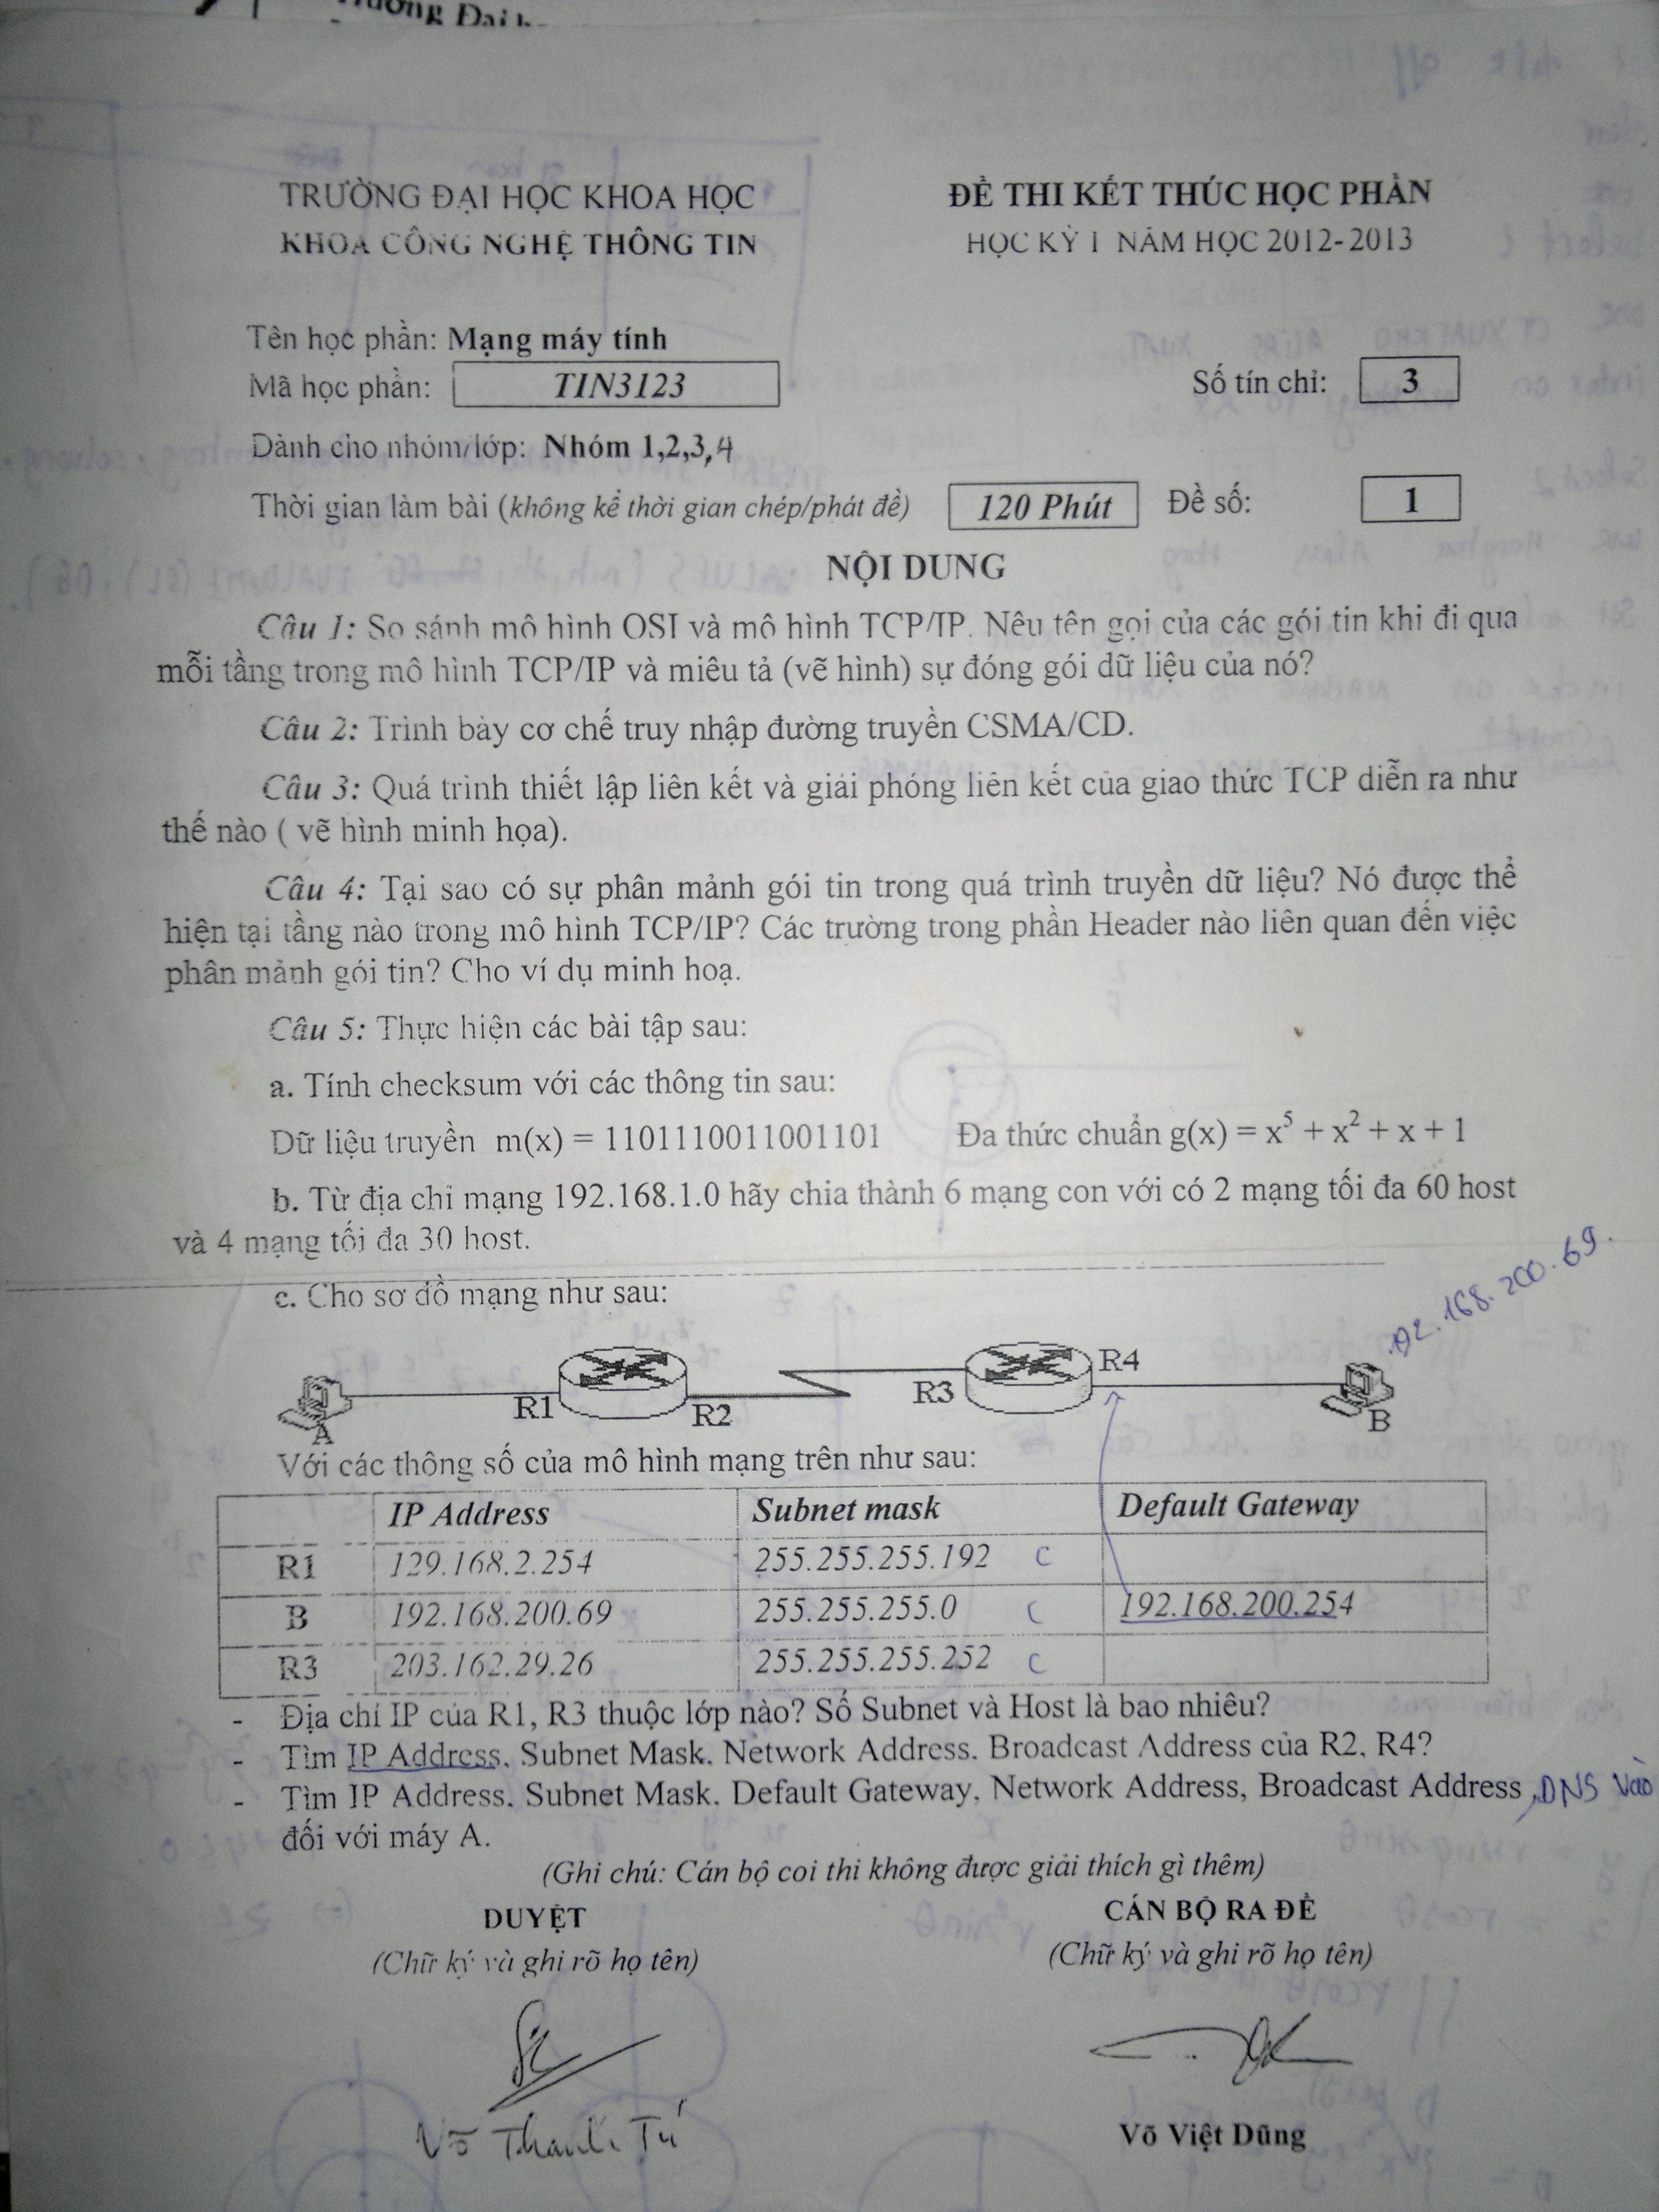 TRƯỜNG ĐẠI HỌC KHOA HỌC
KHOA CÔNG NGHỆ THÔNG TIN
ĐỀ THI KẾT THÚC HỌC PHẦN
HỌC KỲ I NĂM HỌC 2012-2013
Tên học phần: Mạng máy tính
Mã học phần: TIN3123
Số tín chỉ: 3
Dành cho nhóm/lớp: Nhóm 1,2,3,4
Thời gian làm bài (không kể thời gian chép/phát đề) 120 Phút Đề số: 1
NỘI DUNG
Câu 1: So sánh mô hình OSI và mô hình TCP/IP. Nêu tên gọi của các gói tin khi đi qua
mỗi tầng trong mô hình TCP/IP và miêu tả (vẽ hình) sự đóng gói dữ liệu của nó?
Câu 2: Trình bày cơ chế truy nhập đường truyền CSMA/CD.
Câu 3: Quá trình thiết lập liên kết và giải phóng liên kết của giao thức TCP diễn ra như
thế nào ( vẽ hình minh họa).
Câu 4: Tại sao có sự phân mảnh gói tin trong quá trình truyền dữ liệu? Nó được thể
hiện tại tầng nào trong mô hình TCP/IP? Các trường trong phần Header nào liên quan đến việc
phân mảnh gói tin? Cho ví dụ minh hoạ.
Câu 5: Thực hiện các bài tập sau:
a. Tính checksum với các thông tin sau:
Dữ liệu truyền m(x) = 1101110011001101 Đa thức chuẩn g(x) = x⁵ + x² + x + 1
b. Từ địa chỉ mạng 192.168.1.0 hãy chia thành 6 mạng con với có 2 mạng tối đa 60 host
và 4 mạng tối đa 30 host.
c. Cho sơ đồ mạng như sau:
192.168.200.69.
A R1 R2 R3 R4 B
Với các thông số của mô hình mạng trên như sau:
IP Address Subnet mask Default Gateway
R1 129.168.2.254 255.255.255.192 C
B 192.168.200.69 255.255.255.0 C 192.168.200.254
R3 203.162.29.26 255.255.255.252 C
- Địa chỉ IP của R1, R3 thuộc lớp nào? Số Subnet và Host là bao nhiêu?
- Tìm IP Address, Subnet Mask, Network Address, Broadcast Address của R2, R4?
- Tìm IP Address, Subnet Mask, Default Gateway, Network Address, Broadcast Address, DNS vào
đối với máy A.
(Ghi chú: Cán bộ coi thi không được giải thích gì thêm)
DUYỆT
(Chữ ký và ghi rõ họ tên)
CÁN BỘ RA ĐỀ
(Chữ ký và ghi rõ họ tên)
Võ Thanh Tú
Võ Việt Dũng